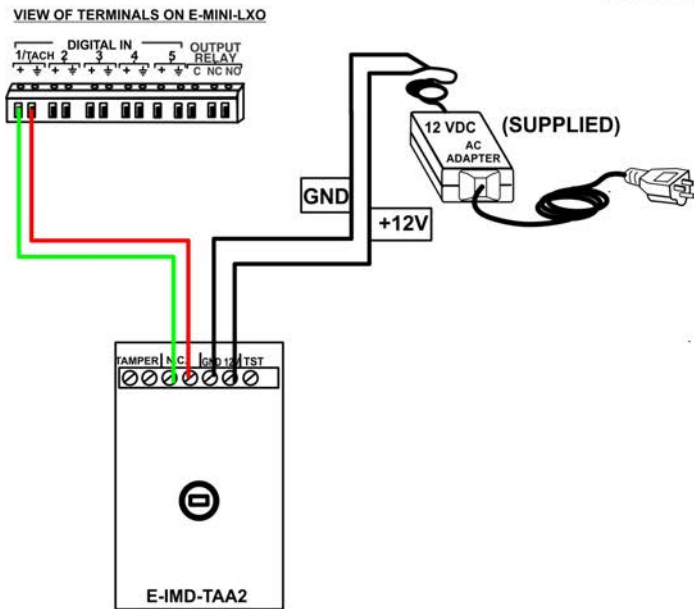 VIEW OF TERMINALS ON E-MINI-LXO
DIGITAL IN
OUTPUT
RELAY
1/TACH 2 3 4 5
+ ⏚ + ⏚ + ⏚ + ⏚ + ⏚ C NC NO
12 VDC
AC
ADAPTER
(SUPPLIED)
GND
+12V
TAMPER N.C. GND 12V TST
E-IMD-TAA2